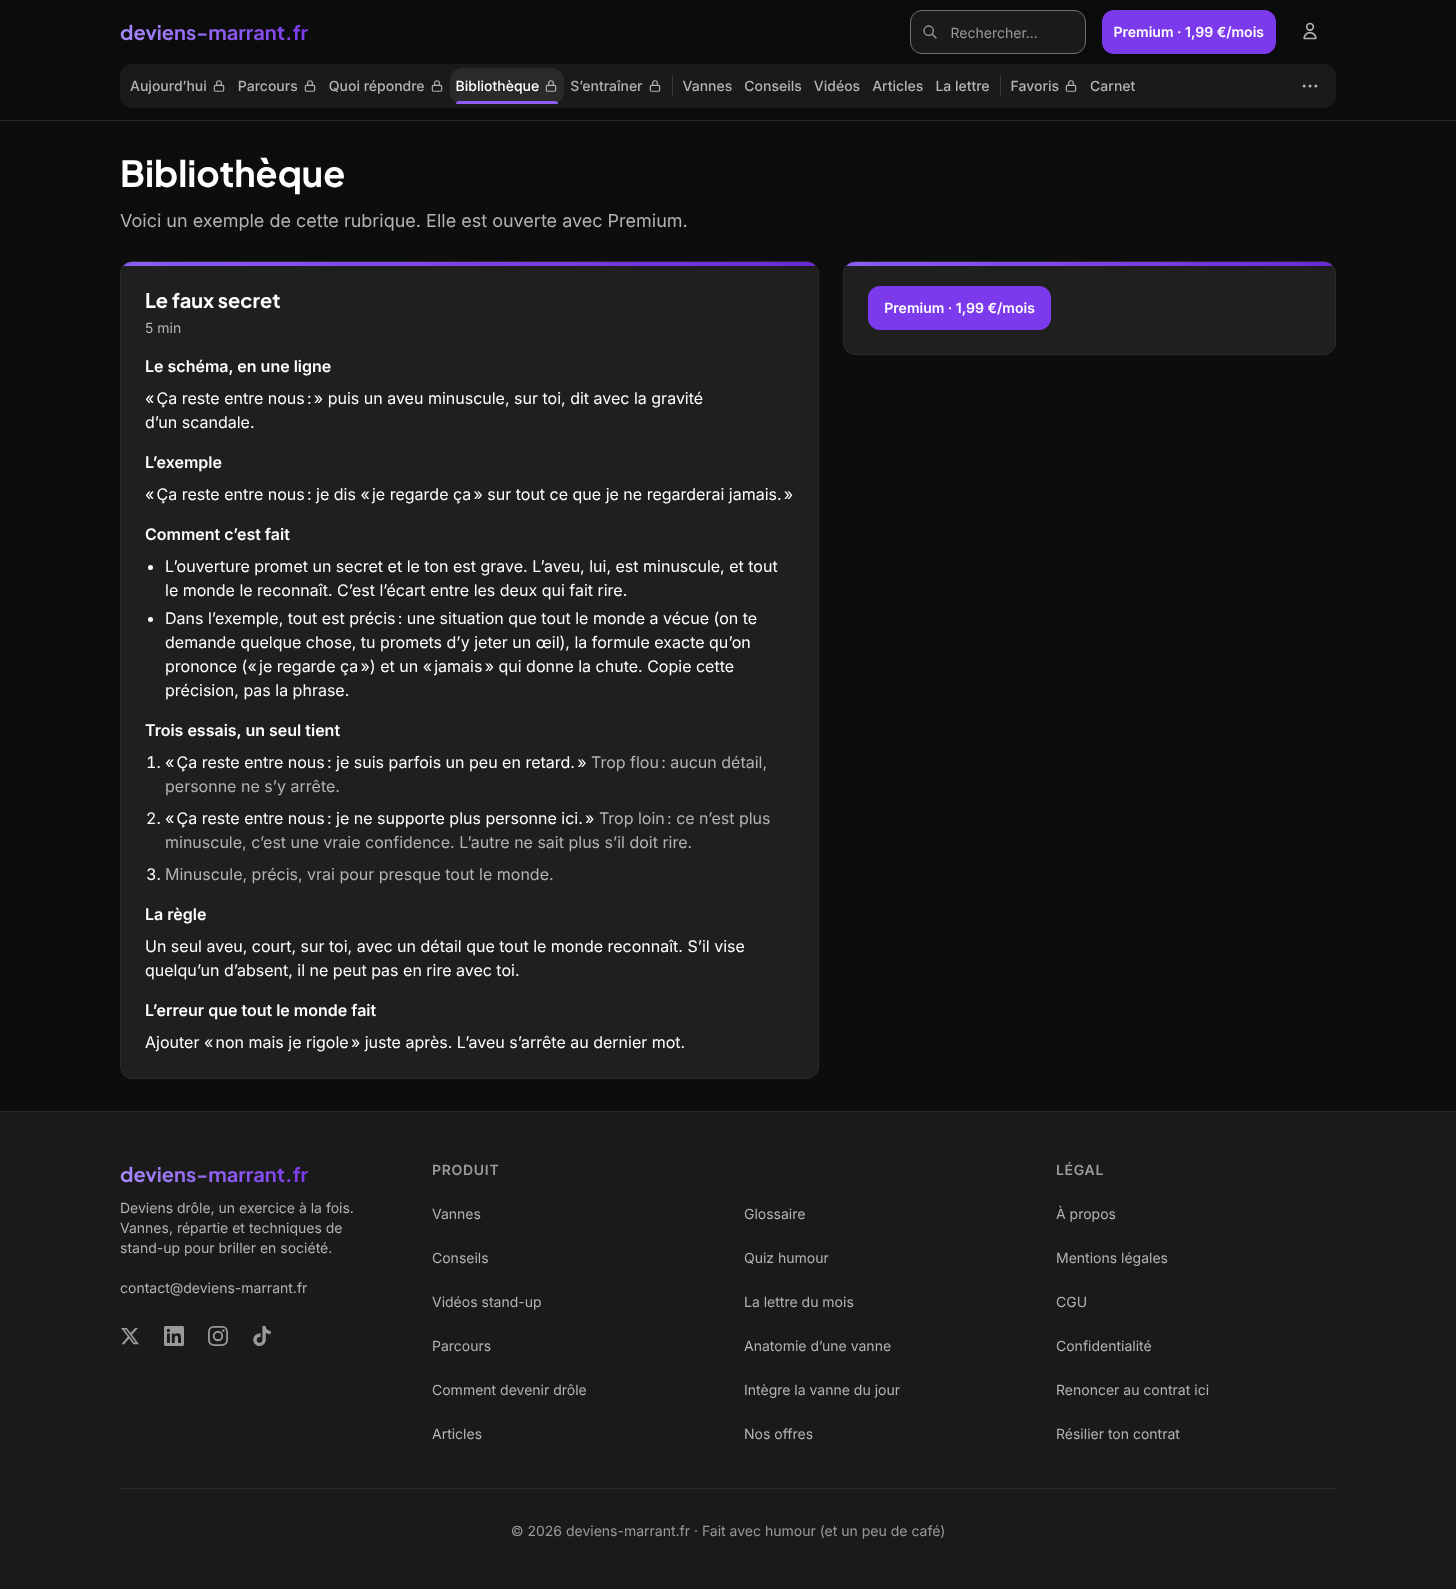 deviens-marrant.fr
Rechercher...
Premium · 1,99 €/mois
Aujourd’hui
Parcours
Quoi répondre
Bibliothèque
S’entraîner
Vannes
Conseils
Vidéos
Articles
La lettre
Favoris
Carnet
Bibliothèque
Voici un exemple de cette rubrique. Elle est ouverte avec Premium.
Le faux secret
5 min
Le schéma, en une ligne
« Ça reste entre nous : » puis un aveu minuscule, sur toi, dit avec la gravité
d’un scandale.
L’exemple
« Ça reste entre nous : je dis « je regarde ça » sur tout ce que je ne regarderai jamais. »
Comment c’est fait
• L’ouverture promet un secret et le ton est grave. L’aveu, lui, est minuscule, et tout
le monde le reconnaît. C’est l’écart entre les deux qui fait rire.
• Dans l’exemple, tout est précis : une situation que tout le monde a vécue (on te
demande quelque chose, tu promets d’y jeter un œil), la formule exacte qu’on
prononce (« je regarde ça ») et un « jamais » qui donne la chute. Copie cette
précision, pas la phrase.
Trois essais, un seul tient
1. « Ça reste entre nous : je suis parfois un peu en retard. » Trop flou : aucun détail,
personne ne s’y arrête.
2. « Ça reste entre nous : je ne supporte plus personne ici. » Trop loin : ce n’est plus
minuscule, c’est une vraie confidence. L’autre ne sait plus s’il doit rire.
3. Minuscule, précis, vrai pour presque tout le monde.
La règle
Un seul aveu, court, sur toi, avec un détail que tout le monde reconnaît. S’il vise
quelqu’un d’absent, il ne peut pas en rire avec toi.
L’erreur que tout le monde fait
Ajouter « non mais je rigole » juste après. L’aveu s’arrête au dernier mot.
Premium · 1,99 €/mois
deviens-marrant.fr
Deviens drôle, un exercice à la fois.
Vannes, répartie et techniques de
stand-up pour briller en société.
contact@deviens-marrant.fr
PRODUIT
Vannes
Conseils
Vidéos stand-up
Parcours
Comment devenir drôle
Articles
Glossaire
Quiz humour
La lettre du mois
Anatomie d’une vanne
Intègre la vanne du jour
Nos offres
LÉGAL
À propos
Mentions légales
CGU
Confidentialité
Renoncer au contrat ici
Résilier ton contrat
© 2026 deviens-marrant.fr · Fait avec humour (et un peu de café)